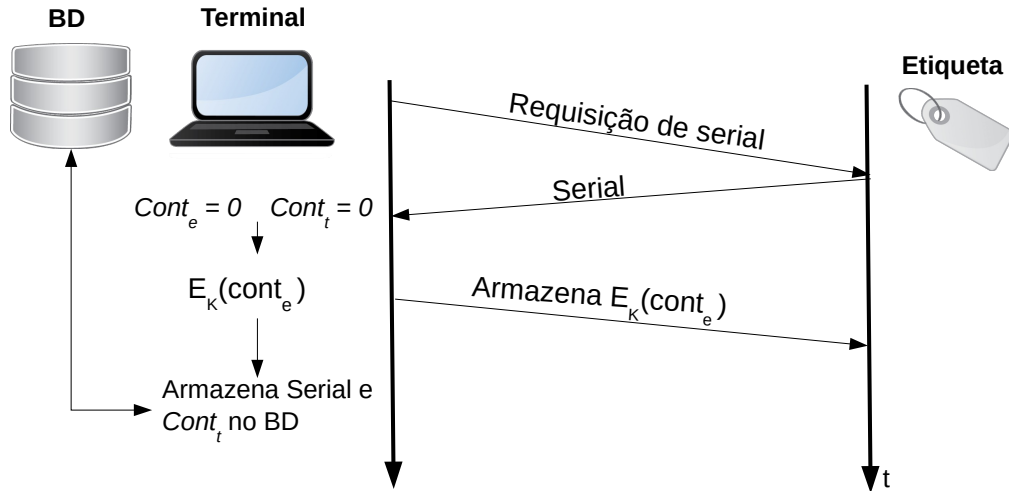 BD
Terminal
Etiqueta
Requisição de serial
Serial
Cont_e = 0 Cont_t = 0
E_K(cont_e)
Armazena E_K(cont_e)
Armazena Serial e
Cont_t no BD
t